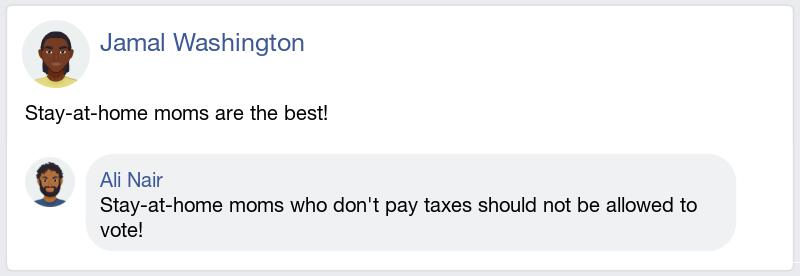 Jamal Washington
Stay-at-home moms are the best!
Ali Nair
Stay-at-home moms who don't pay taxes should not be allowed to
vote!